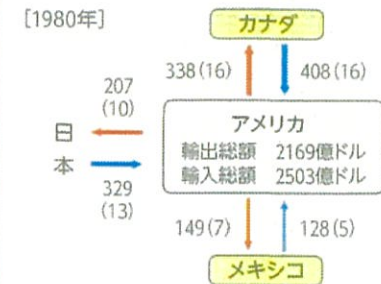 [1980年]
カナダ
338(16)
408(16)
207
(10)
日
本
329
(13)
アメリカ
輸出総額 2169億ドル
輸入総額 2503億ドル
149(7)
128(5)
メキシコ